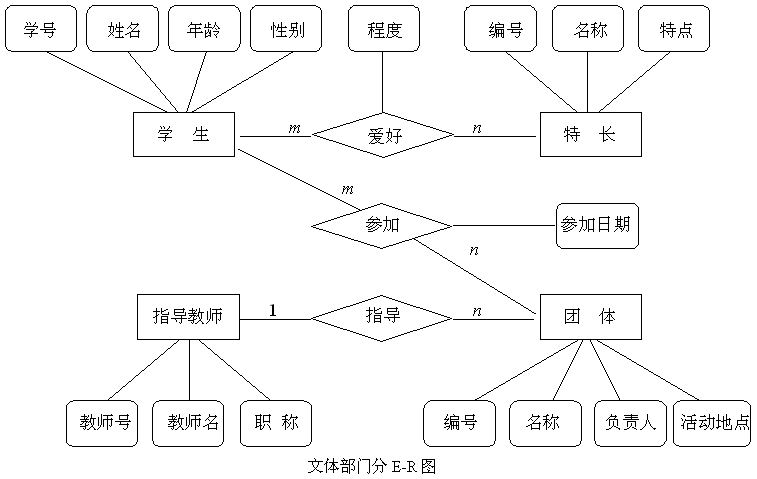 学号 姓名 年龄 性别 程度 编号 名称 特点
学 生 m 爱好 n 特 长
m
参加 参加日期
n
指导教师 1 指导 n 团 体
教师号 教师名 职 称 编号 名称 负责人 活动地点
文体部门分 E-R 图